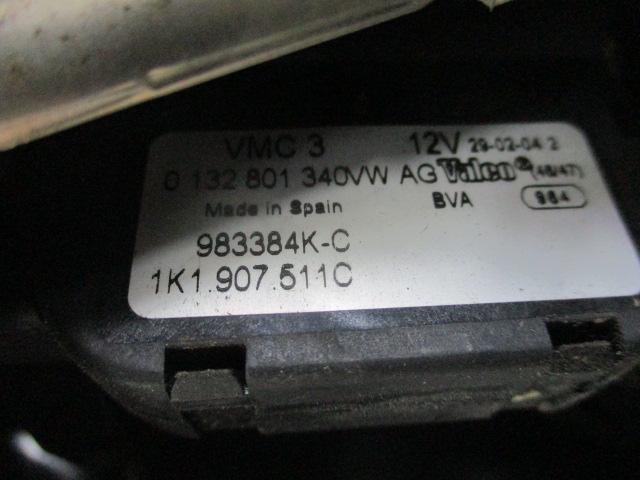 VMC 3 12V 29-02-04 2
0 132 801 340VW AG Valeo (46/47)
Made in Spain BVA 984
983384K-C
1K1.907.511C